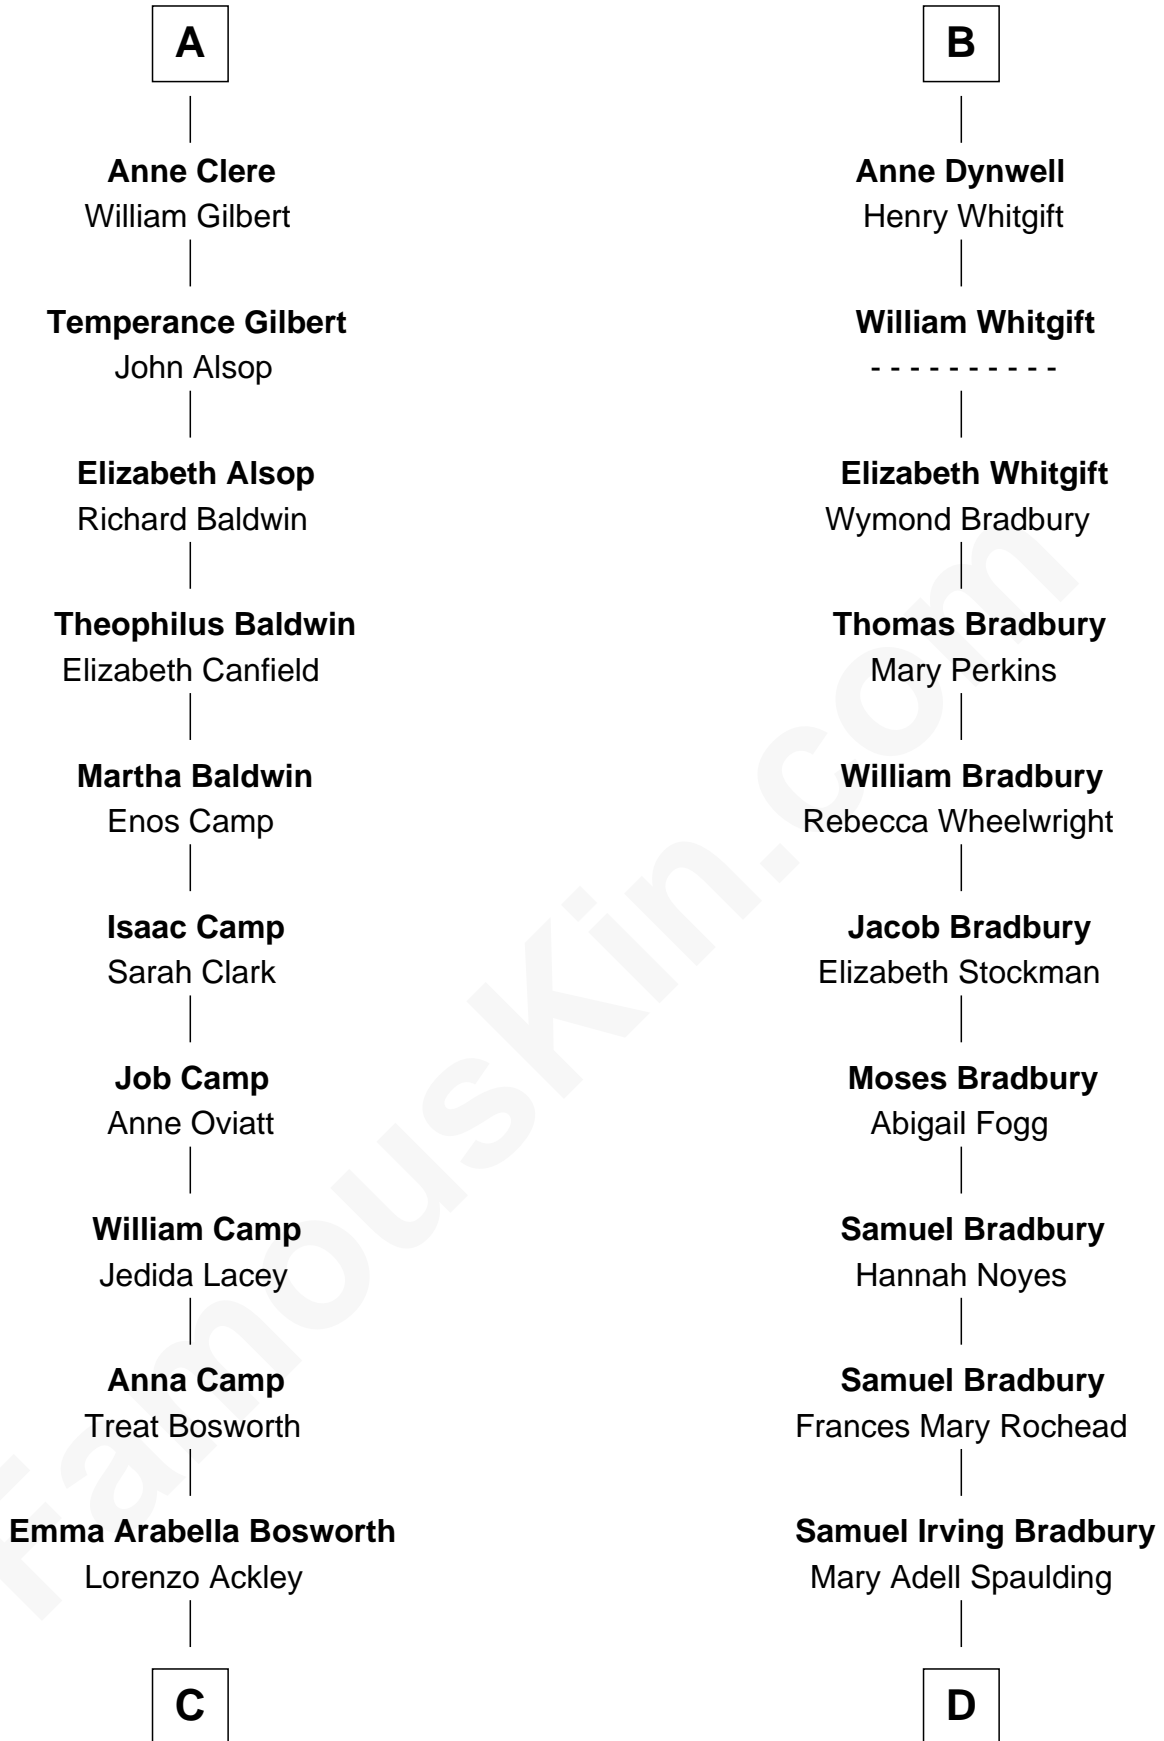 A
Anne Clere
William Gilbert
Temperance Gilbert
John Alsop
Elizabeth Alsop
Richard Baldwin
Theophilus Baldwin
Elizabeth Canfield
Martha Baldwin
Enos Camp
Isaac Camp
Sarah Clark
Job Camp
Anne Oviatt
William Camp
Jedida Lacey
Anna Camp
Treat Bosworth
Emma Arabella Bosworth
Lorenzo Ackley
C
B
Anne Dynwell
Henry Whitgift
William Whitgift
- - - - - - - - - -
Elizabeth Whitgift
Wymond Bradbury
Thomas Bradbury
Mary Perkins
William Bradbury
Rebecca Wheelwright
Jacob Bradbury
Elizabeth Stockman
Moses Bradbury
Abigail Fogg
Samuel Bradbury
Hannah Noyes
Samuel Bradbury
Frances Mary Rochead
Samuel Irving Bradbury
Mary Adell Spaulding
D
FamousKin.com